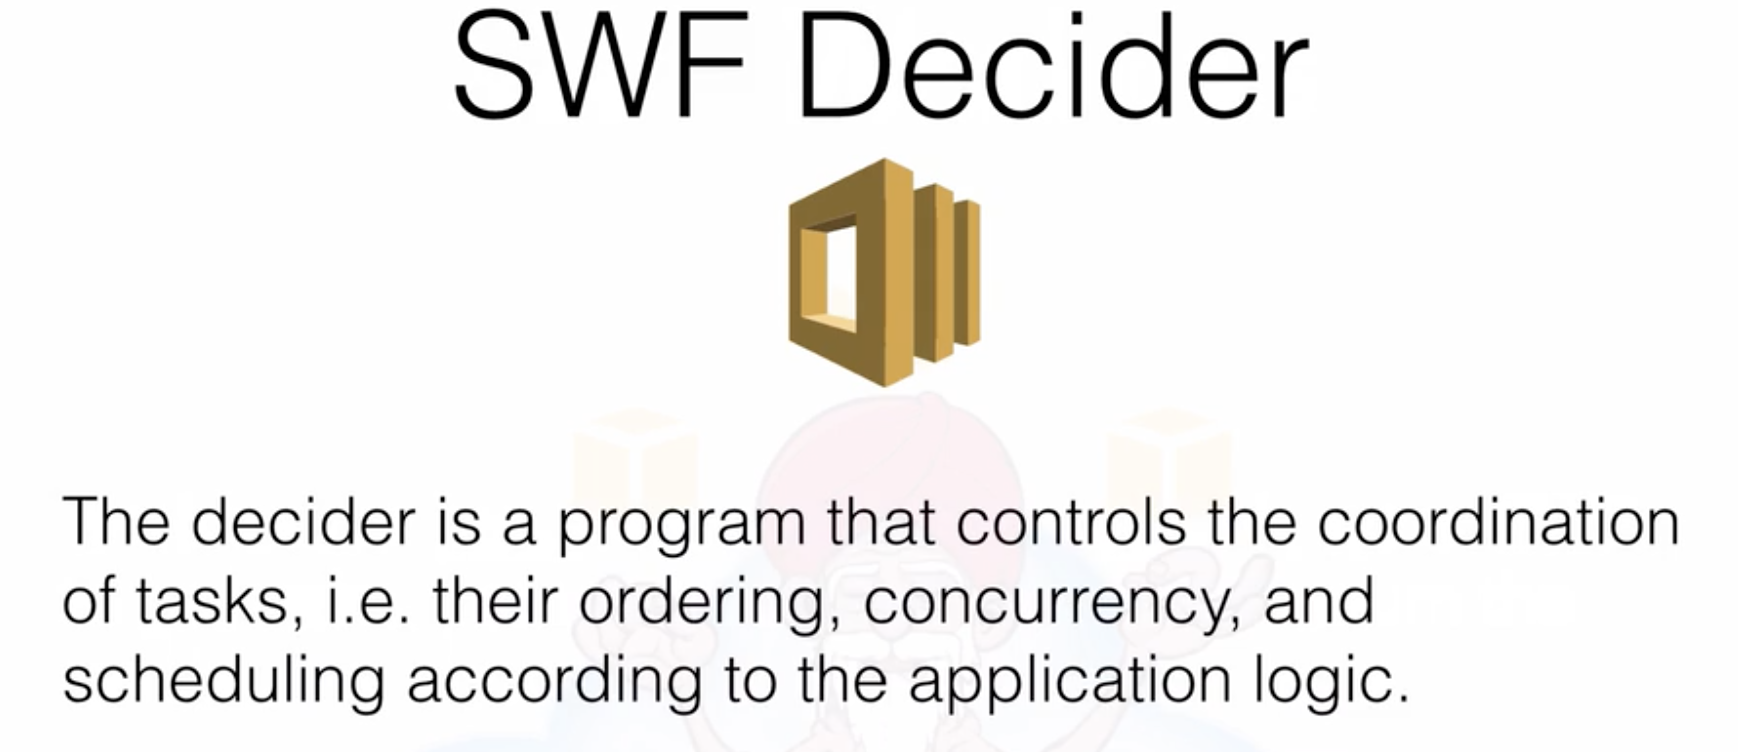 SWF Decider
The decider is a program that controls the coordination
of tasks, i.e. their ordering, concurrency, and
scheduling according to the application logic.